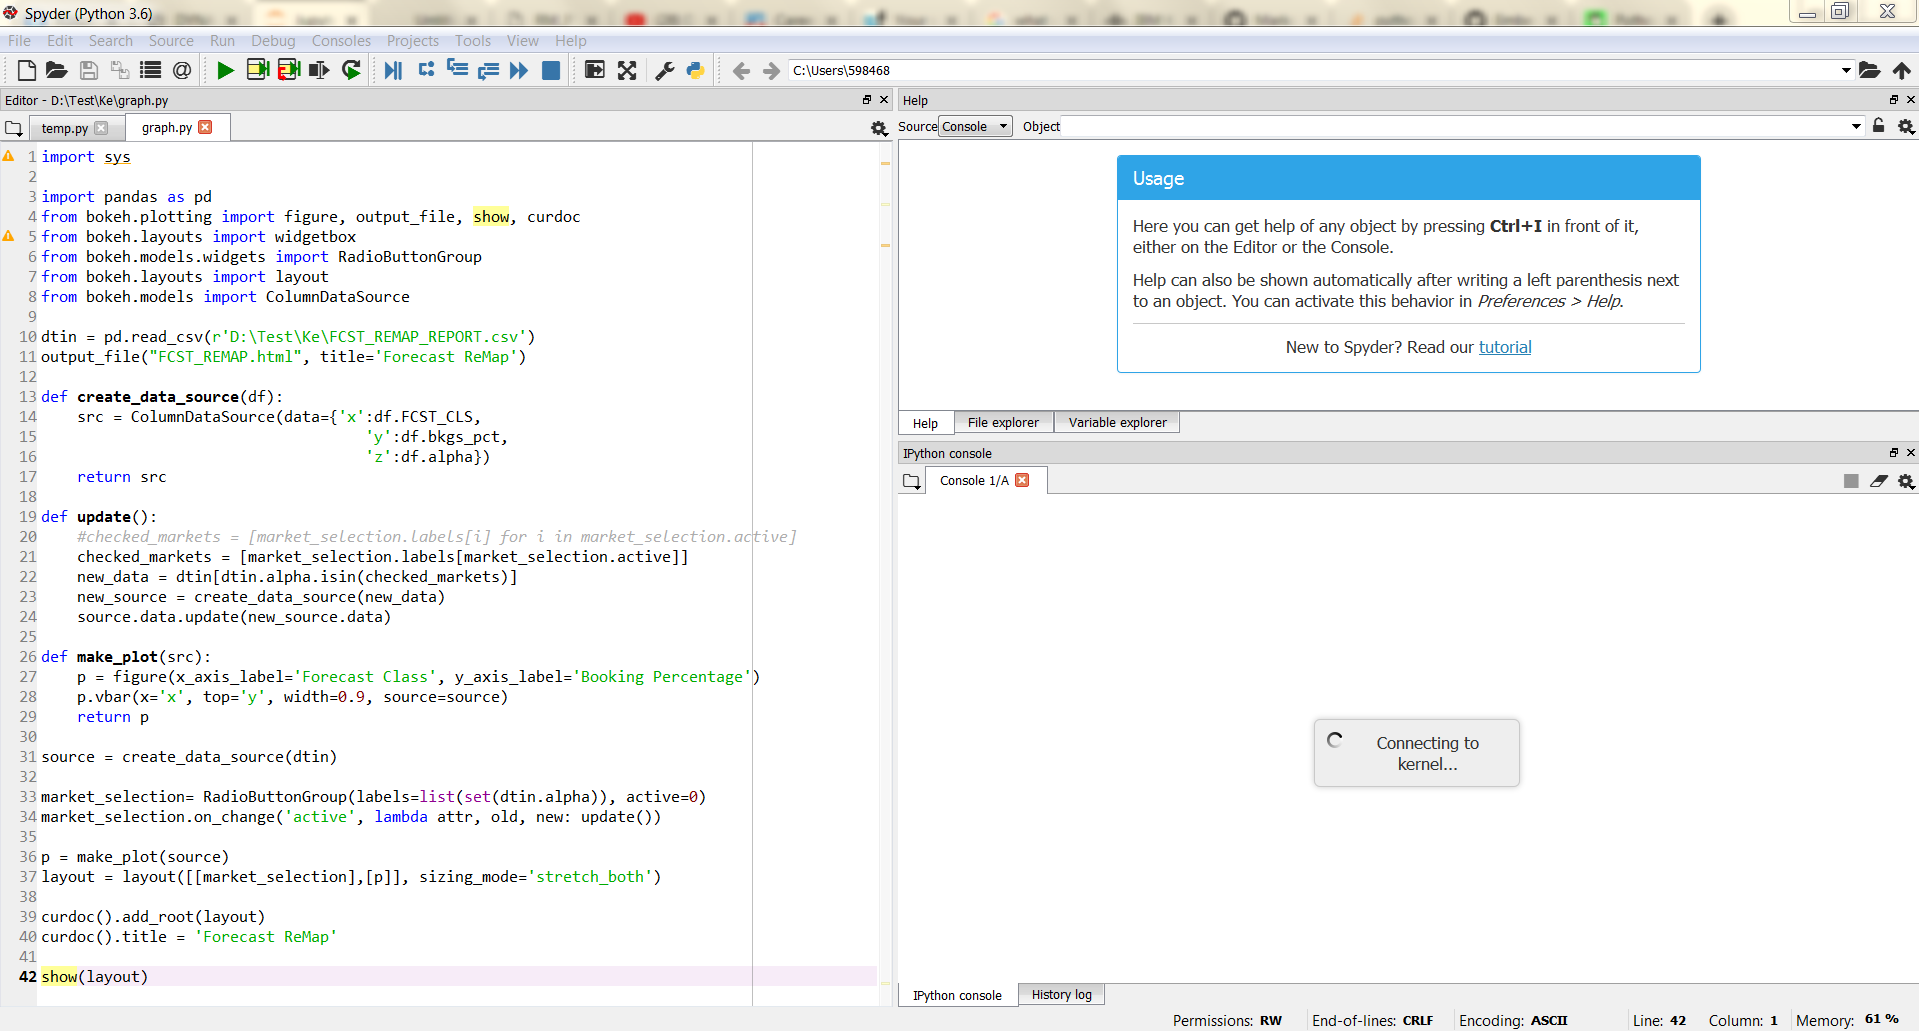 Spyder (Python 3.6)
File Edit Search Source Run Debug Consoles Projects Tools View Help
C:\Users\598468
Editor - D:\Test\Ke\graph.py
temp.py
graph.py
1 import sys
2
3 import pandas as pd
4 from bokeh.plotting import figure, output_file, show, curdoc
5 from bokeh.layouts import widgetbox
6 from bokeh.models.widgets import RadioButtonGroup
7 from bokeh.layouts import layout
8 from bokeh.models import ColumnDataSource
9
10 dtin = pd.read_csv(r'D:\Test\Ke\FCST_REMAP_REPORT.csv')
11 output_file("FCST_REMAP.html", title='Forecast ReMap')
12
13 def create_data_source(df):
14     src = ColumnDataSource(data={'x':df.FCST_CLS,
15                                     'y':df.bkgs_pct,
16                                     'z':df.alpha})
17     return src
18
19 def update():
20     #checked_markets = [market_selection.labels[i] for i in market_selection.active]
21     checked_markets = [market_selection.labels[market_selection.active]]
22     new_data = dtin[dtin.alpha.isin(checked_markets)]
23     new_source = create_data_source(new_data)
24     source.data.update(new_source.data)
25
26 def make_plot(src):
27     p = figure(x_axis_label='Forecast Class', y_axis_label='Booking Percentage')
28     p.vbar(x='x', top='y', width=0.9, source=source)
29     return p
30
31 source = create_data_source(dtin)
32
33 market_selection= RadioButtonGroup(labels=list(set(dtin.alpha)), active=0)
34 market_selection.on_change('active', lambda attr, old, new: update())
35
36 p = make_plot(source)
37 layout = layout([[market_selection],[p]], sizing_mode='stretch_both')
38
39 curdoc().add_root(layout)
40 curdoc().title = 'Forecast ReMap'
41
42 show(layout)
Help
Source Console Object
Usage
Here you can get help of any object by pressing Ctrl+I in front of it,
either on the Editor or the Console.
Help can also be shown automatically after writing a left parenthesis next
to an object. You can activate this behavior in Preferences > Help.
New to Spyder? Read our tutorial
Help File explorer Variable explorer
IPython console
Console 1/A
Connecting to
kernel...
IPython console History log
Permissions: RW End-of-lines: CRLF Encoding: ASCII Line: 42 Column: 1 Memory: 61 %